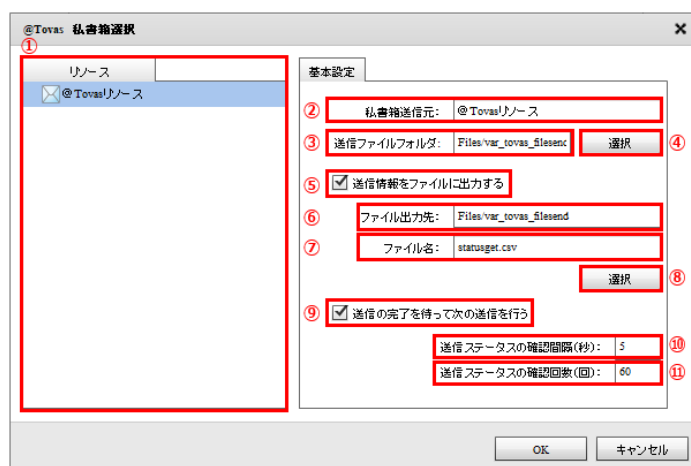 @Tovas 私書箱選択
①
リソース
@Tovasリソース
基本設定
② 私書箱送信元: @Tovasリソース
③ 送信ファイルフォルダ: Files/var_tovas_filesenc 選択 ④
⑤ 送信情報をファイルに出力する
⑥ ファイル出力先: Files/var_tovas_filesend
⑦ ファイル名: statusget.csv
選択 ⑧
⑨ 送信の完了を待って次の送信を行う
送信ステータスの確認間隔(秒): 5 ⑩
送信ステータスの確認回数(回): 60 ⑪
OK キャンセル